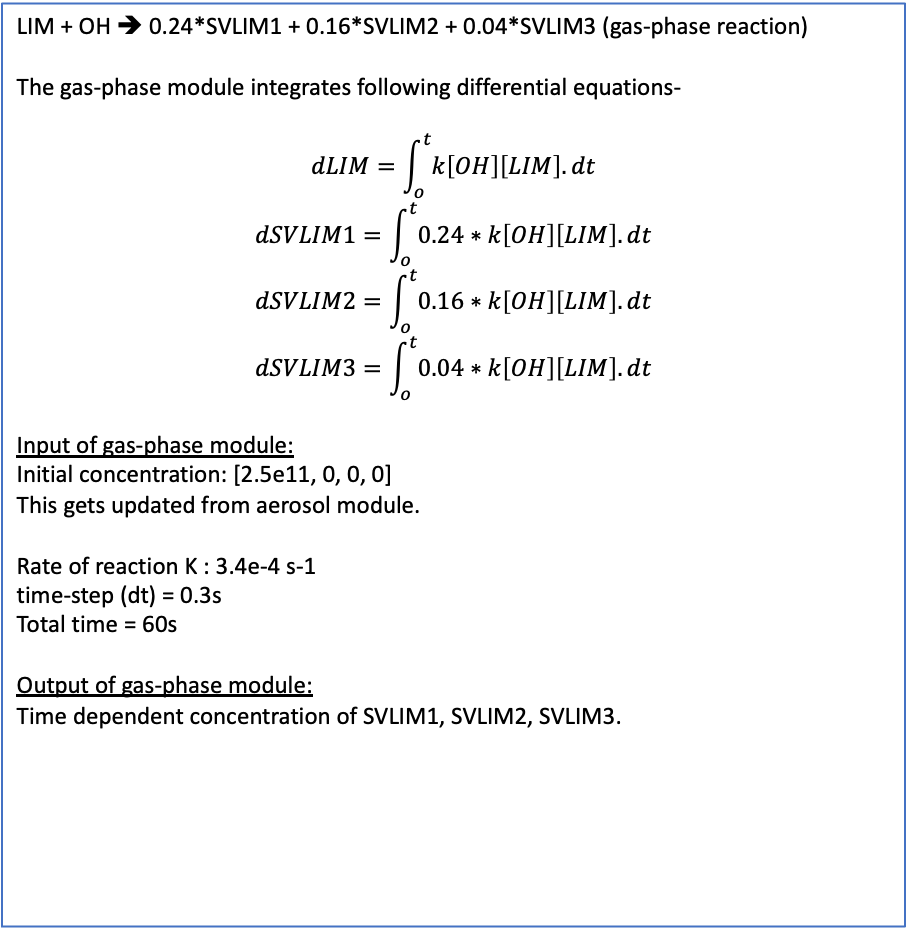 LIM + OH ➔ 0.24*SVLIM1 + 0.16*SVLIM2 + 0.04*SVLIM3 (gas-phase reaction)
The gas-phase module integrates following differential equations-
dLIM = ∫ₒᵗ k[OH][LIM]. dt
dSVLIM1 = ∫ₒᵗ 0.24 * k[OH][LIM]. dt
dSVLIM2 = ∫ₒᵗ 0.16 * k[OH][LIM]. dt
dSVLIM3 = ∫ₒᵗ 0.04 * k[OH][LIM]. dt
Input of gas-phase module:
Initial concentration: [2.5e11, 0, 0, 0]
This gets updated from aerosol module.
Rate of reaction K : 3.4e-4 s-1
time-step (dt) = 0.3s
Total time = 60s
Output of gas-phase module:
Time dependent concentration of SVLIM1, SVLIM2, SVLIM3.